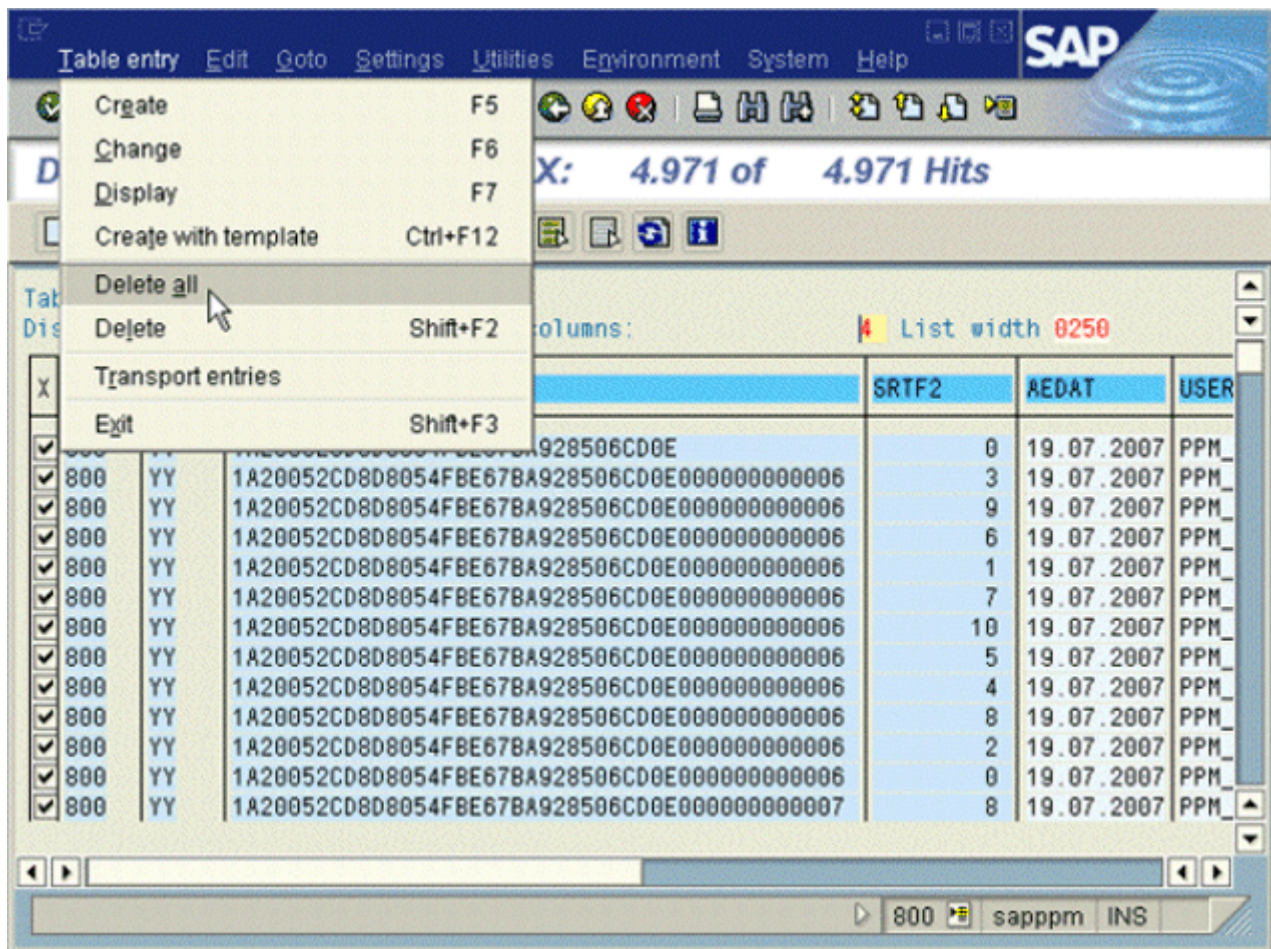 SAP
Table entry Edit Goto Settings Utilities Environment System Help
Create F5
Change F6
Display F7
Create with template Ctrl+F12
Delete all
Delete Shift+F2
Transport entries
Exit Shift+F3
D X: 4.971 of 4.971 Hits
Tab
Dis olumns: 4 List width 0250
X SRTF2 AEDAT USER
0 19.07.2007 PPM_
800 YY 1A20052CD8D8054FBE67BA928506CD0E000000000006 3 19.07.2007 PPM_
800 YY 1A20052CD8D8054FBE67BA928506CD0E000000000006 9 19.07.2007 PPM_
800 YY 1A20052CD8D8054FBE67BA928506CD0E000000000006 6 19.07.2007 PPM_
800 YY 1A20052CD8D8054FBE67BA928506CD0E000000000006 1 19.07.2007 PPM_
800 YY 1A20052CD8D8054FBE67BA928506CD0E000000000006 7 19.07.2007 PPM_
800 YY 1A20052CD8D8054FBE67BA928506CD0E000000000006 10 19.07.2007 PPM_
800 YY 1A20052CD8D8054FBE67BA928506CD0E000000000006 5 19.07.2007 PPM_
800 YY 1A20052CD8D8054FBE67BA928506CD0E000000000006 4 19.07.2007 PPM_
800 YY 1A20052CD8D8054FBE67BA928506CD0E000000000006 8 19.07.2007 PPM_
800 YY 1A20052CD8D8054FBE67BA928506CD0E000000000006 2 19.07.2007 PPM_
800 YY 1A20052CD8D8054FBE67BA928506CD0E000000000006 0 19.07.2007 PPM_
800 YY 1A20052CD8D8054FBE67BA928506CD0E000000000007 8 19.07.2007 PPM_
800 sapppm INS